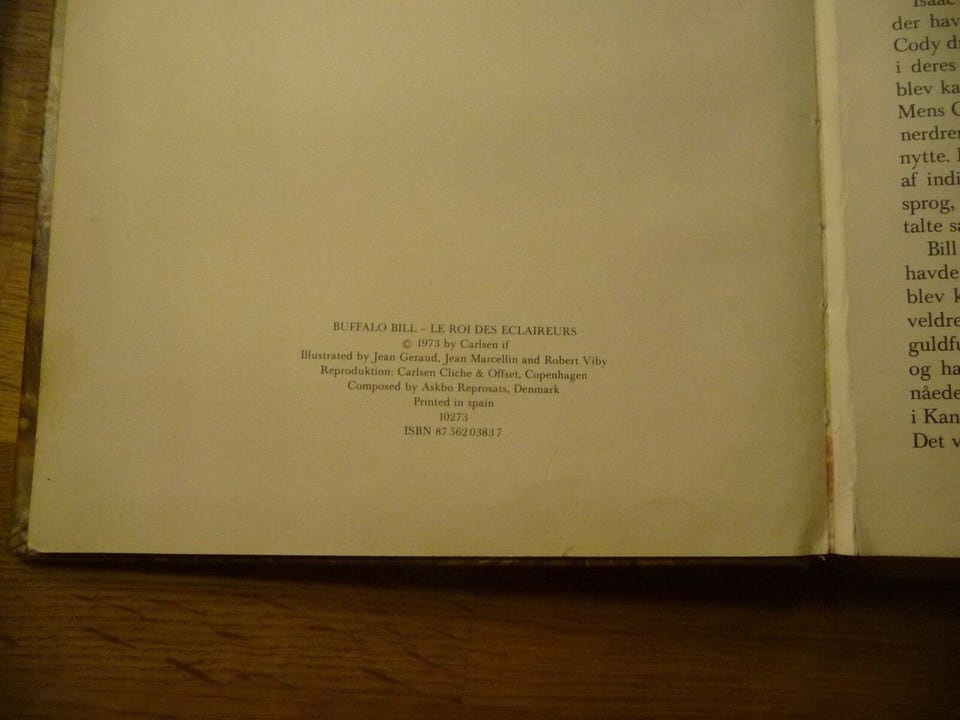 BUFFALO BILL – LE ROI DES ECLAIREURS
© 1973 by Carlsen if
Illustrated by Jean Geraud, Jean Marcellin and Robert Viby
Reproduktion: Carlsen Cliche & Offset, Copenhagen
Composed by Askbo Reprosats, Denmark
Printed in spain
10273
ISBN 87 562 0383 7
Isaac
der hav
Cody d
i deres
blev ka
Mens C
nerdre
nytte.
af indi
sprog,
talte s
Bill
havde
blev k
veldre
guldfu
og ha
nåede
i Kan
Det v